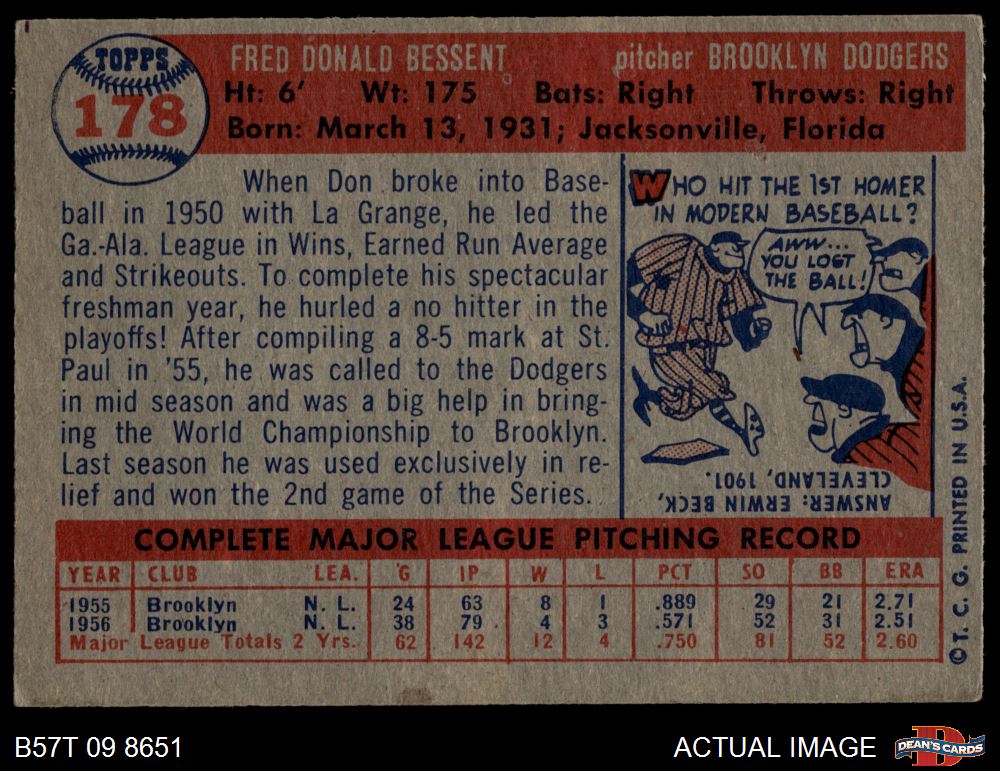 TOPPS
178
FRED DONALD BESSENT
pitcher BROOKLYN DODGERS
Ht: 6' Wt: 175 Bats: Right Throws: Right
Born: March 13, 1931; Jacksonville, Florida
When Don broke into Base-
ball in 1950 with La Grange, he led the
Ga.-Ala. League in Wins, Earned Run Average
and Strikeouts. To complete his spectacular
freshman year, he hurled a no hitter in the
playoffs! After compiling a 8-5 mark at St.
Paul in '55, he was called to the Dodgers
in mid season and was a big help in bring-
ing the World Championship to Brooklyn.
Last season he was used exclusively in re-
lief and won the 2nd game of the Series.
WHO HIT THE 1ST HOMER
IN MODERN BASEBALL?
AWW...
YOU LOST
THE BALL!
ANSWER: ERWIN BECK,
CLEVELAND, 1901.
COMPLETE MAJOR LEAGUE PITCHING RECORD
YEAR CLUB LEA. G IP W L PCT SO BB ERA
1955 Brooklyn N. L. 24 63 8 1 .889 29 21 2.71
1956 Brooklyn N. L. 38 79 4 3 .571 52 31 2.51
Major League Totals 2 Yrs. 62 142 12 4 .750 81 52 2.60
© T. C. G. PRINTED IN U.S.A.
B57T 09 8651
ACTUAL IMAGE
D
DEAN'S CARDS